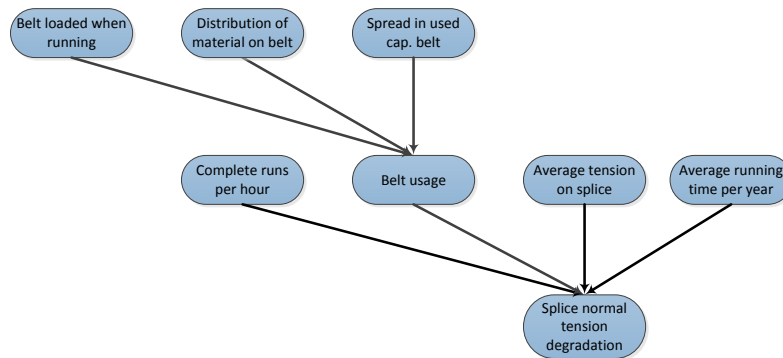 Belt loaded when
running
Distribution of
material on belt
Spread in used
cap. belt
Complete runs
per hour
Belt usage
Average tension
on splice
Average running
time per year
Splice normal
tension
degradation